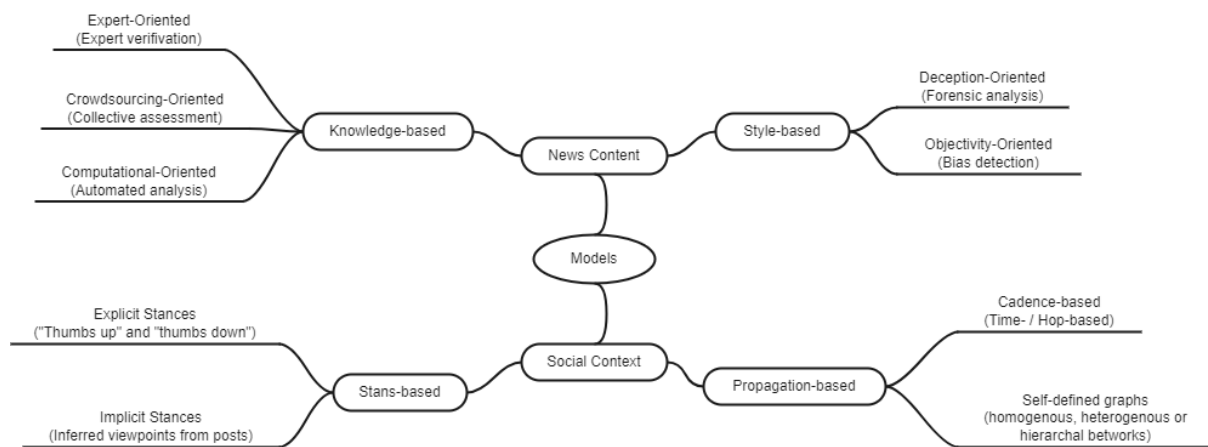 Expert-Oriented
(Expert verifivation)
Crowdsourcing-Oriented
(Collective assessment)
Computational-Oriented
(Automated analysis)
Knowledge-based
News Content
Style-based
Deception-Oriented
(Forensic analysis)
Objectivity-Oriented
(Bias detection)
Models
Explicit Stances
("Thumbs up" and "thumbs down")
Implicit Stances
(Inferred viewpoints from posts)
Stans-based
Social Context
Propagation-based
Cadence-based
(Time- / Hop-based)
Self-defined graphs
(homogenous, heterogenous or
hierarchal betworks)